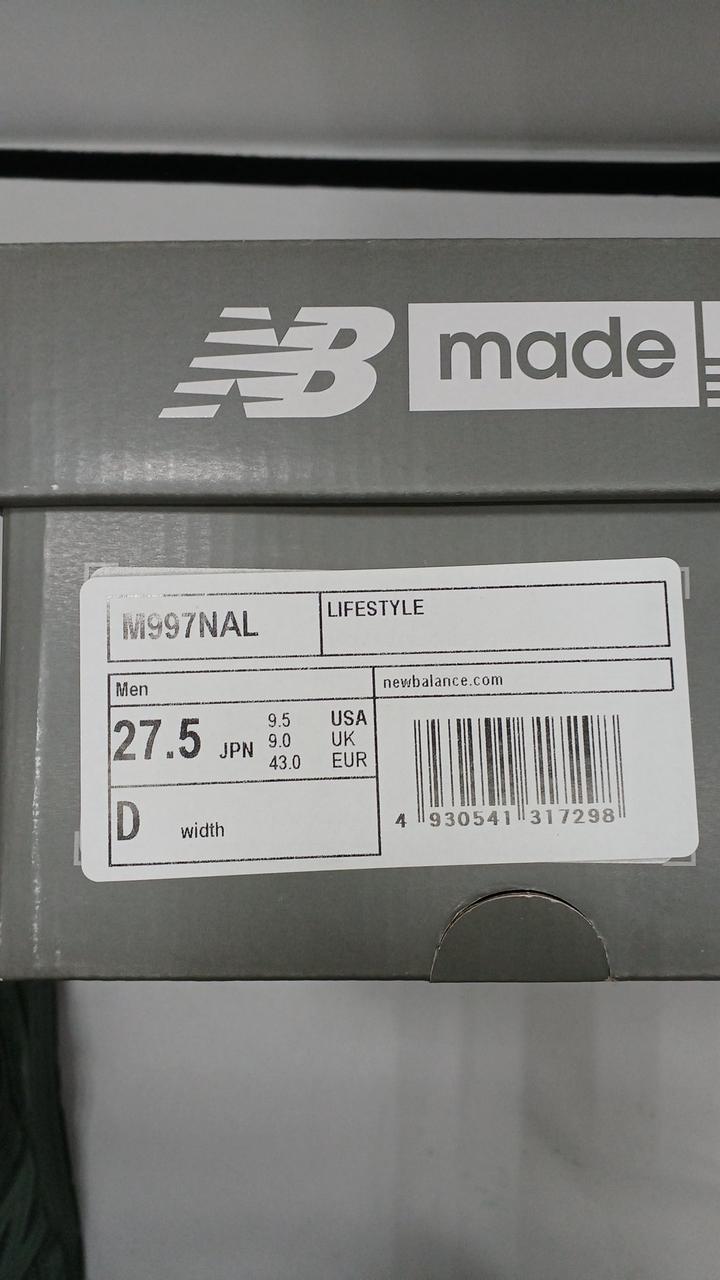 NB made
M997NAL LIFESTYLE
Men newbalance.com
27.5 JPN
9.5 USA
9.0 UK
43.0 EUR
D width
4 930541 317298